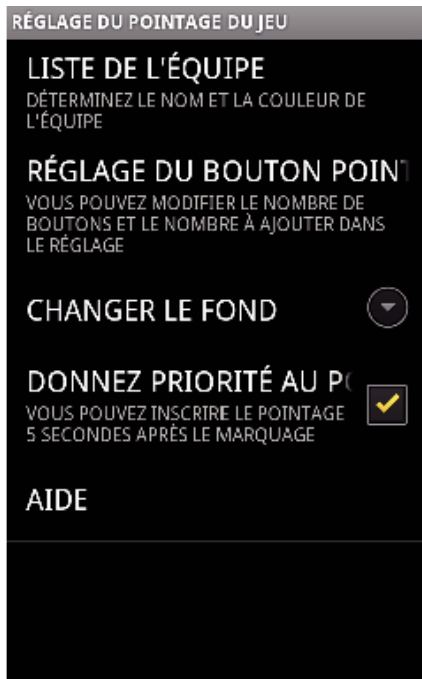 RÉGLAGE DU POINTAGE DU JEU
LISTE DE L'ÉQUIPE
DÉTERMINEZ LE NOM ET LA COULEUR DE
L'ÉQUIPE
RÉGLAGE DU BOUTON POINT
VOUS POUVEZ MODIFIER LE NOMBRE DE
BOUTONS ET LE NOMBRE À AJOUTER DANS
LE RÉGLAGE
CHANGER LE FOND
DONNEZ PRIORITÉ AU
VOUS POUVEZ INSCRIRE LE POINTAGE
5 SECONDES APRÈS LE MARQUAGE
AIDE